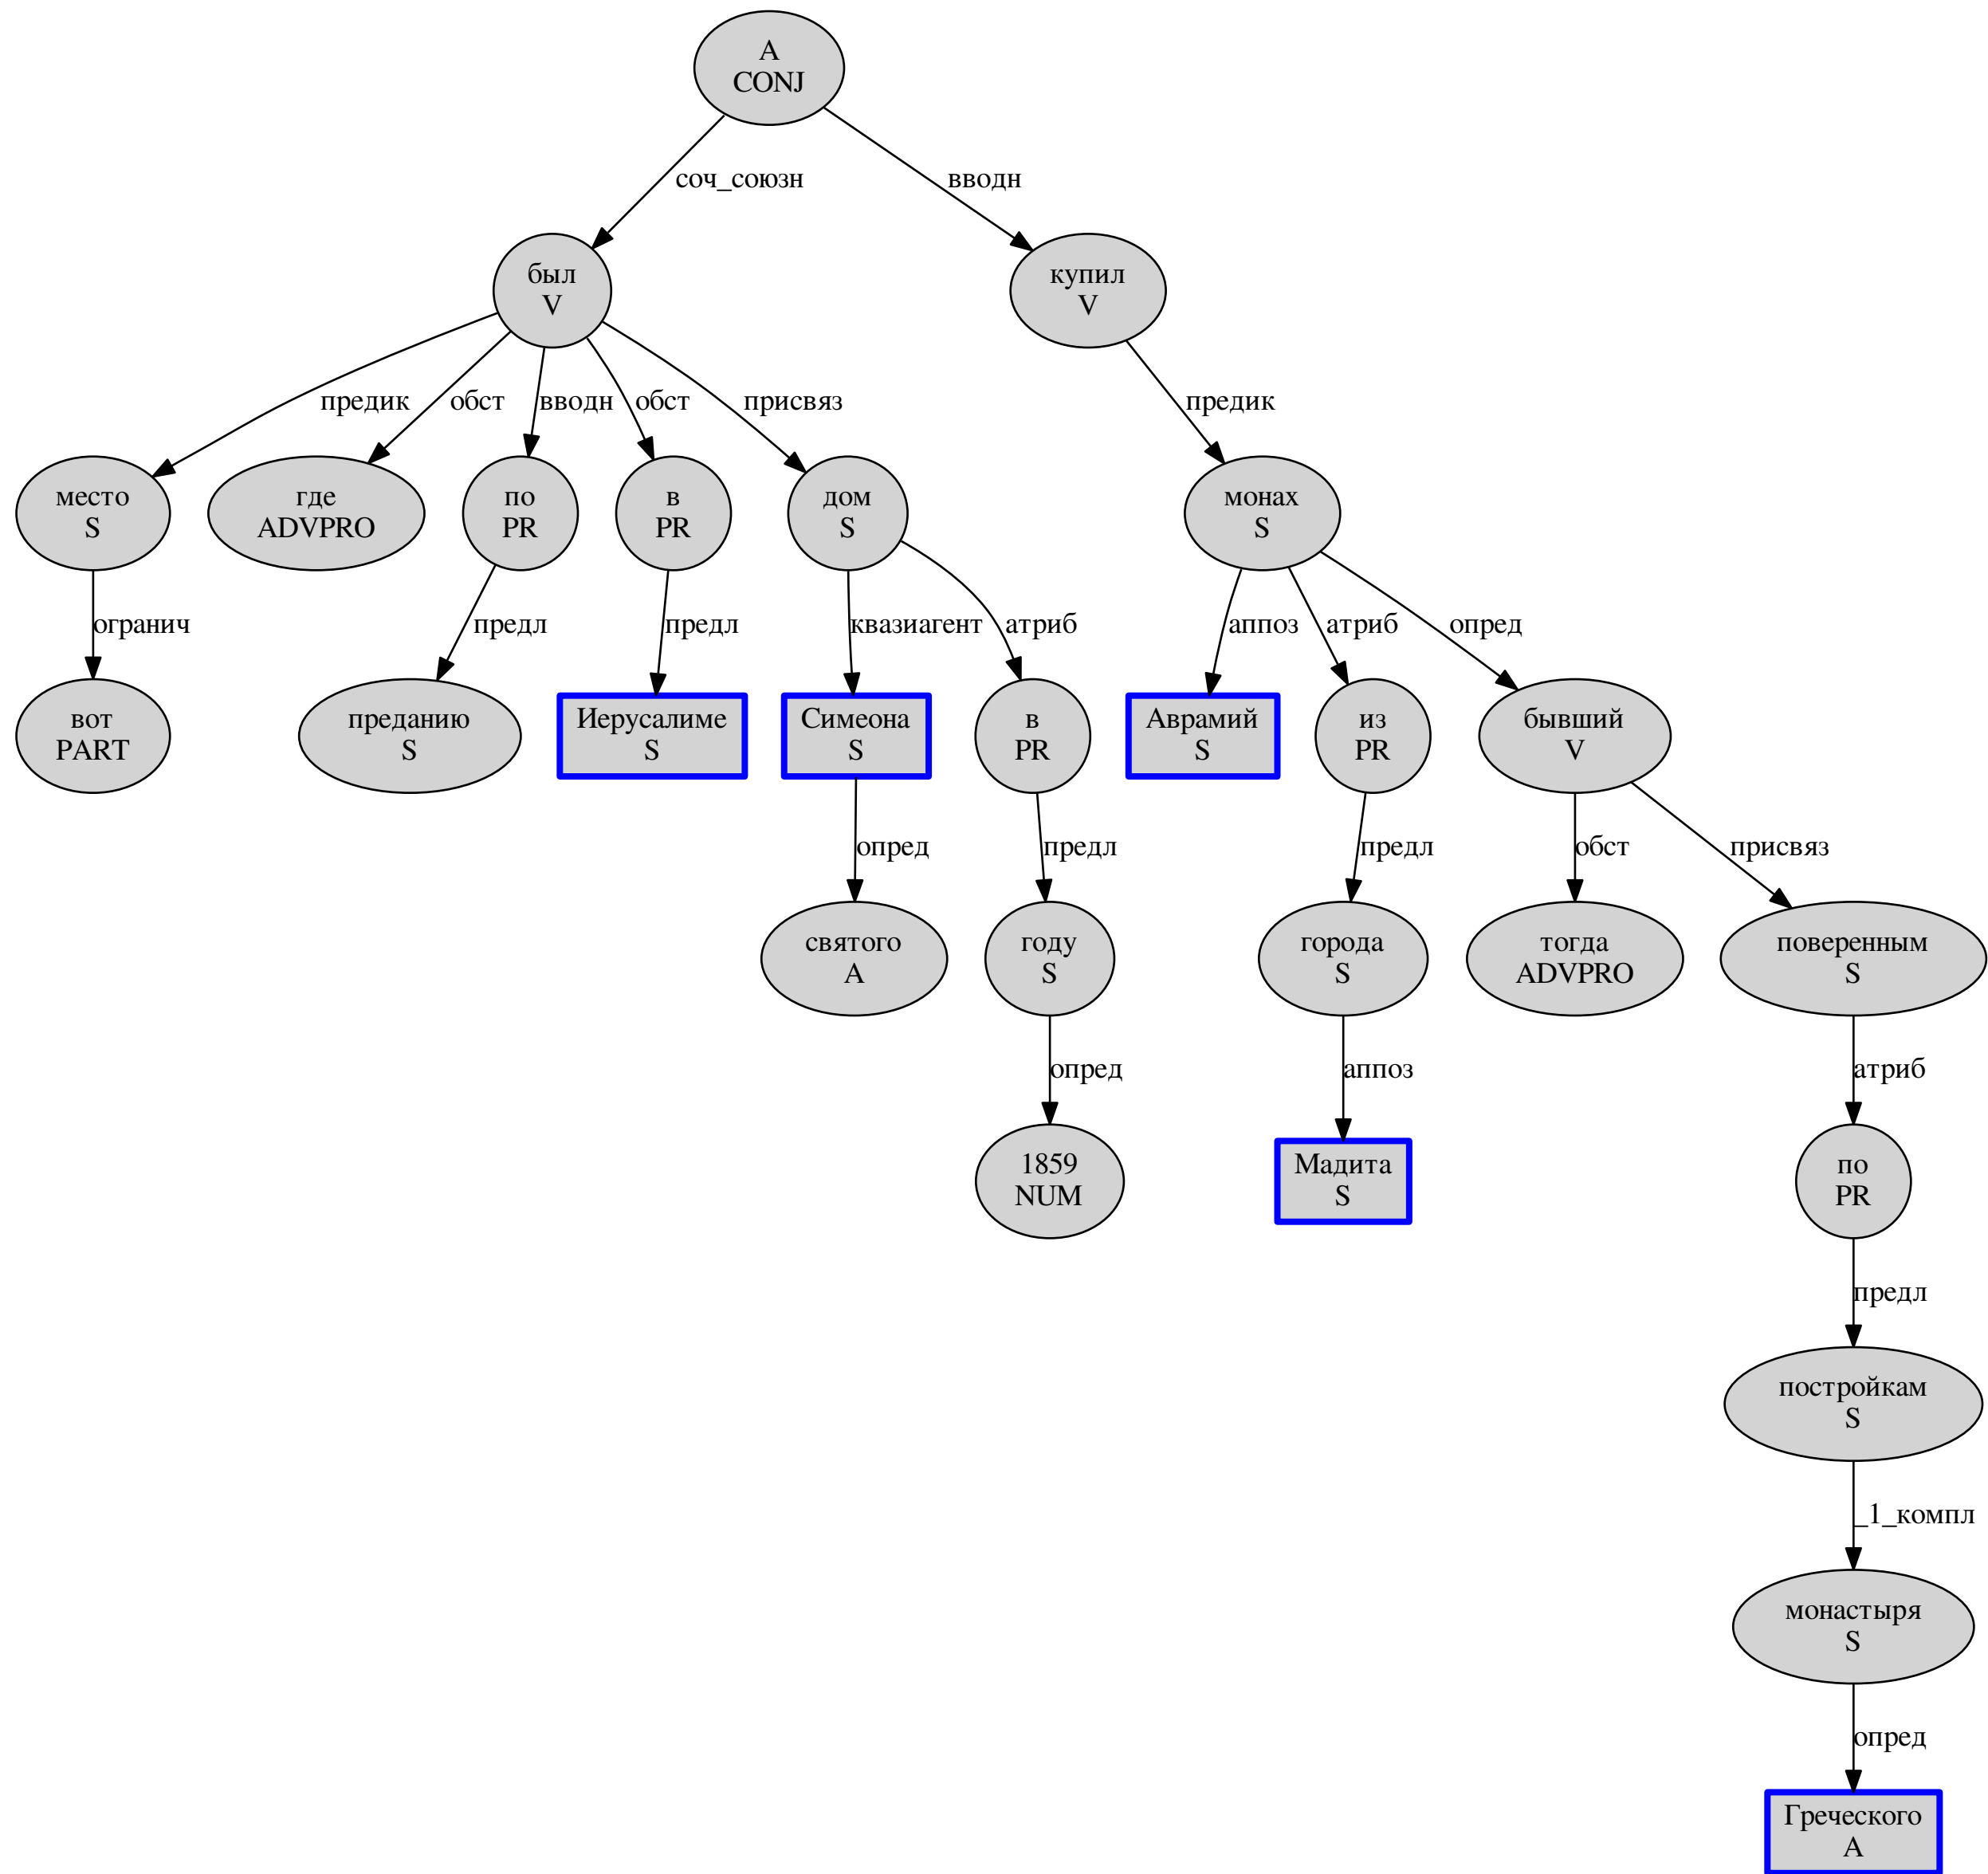 А
CONJ
соч_союзн
вводн
был
V
купил
V
предик
обст
вводн
обст
присвяз
предик
место
S
где
ADVPRO
по
PR
в
PR
дом
S
монах
S
огранич
предл
предл
квазиагент
атриб
аппоз
атриб
опред
вот
PART
преданию
S
Иерусалиме
S
Симеона
S
в
PR
Аврамий
S
из
PR
бывший
V
опред
предл
предл
обст
присвяз
святого
А
году
S
города
S
тогда
ADVPRO
поверенным
S
опред
аппоз
атриб
1859
NUM
Мадита
S
по
PR
предл
постройкам
S
_1_компл
монастыря
S
опред
Греческого
А